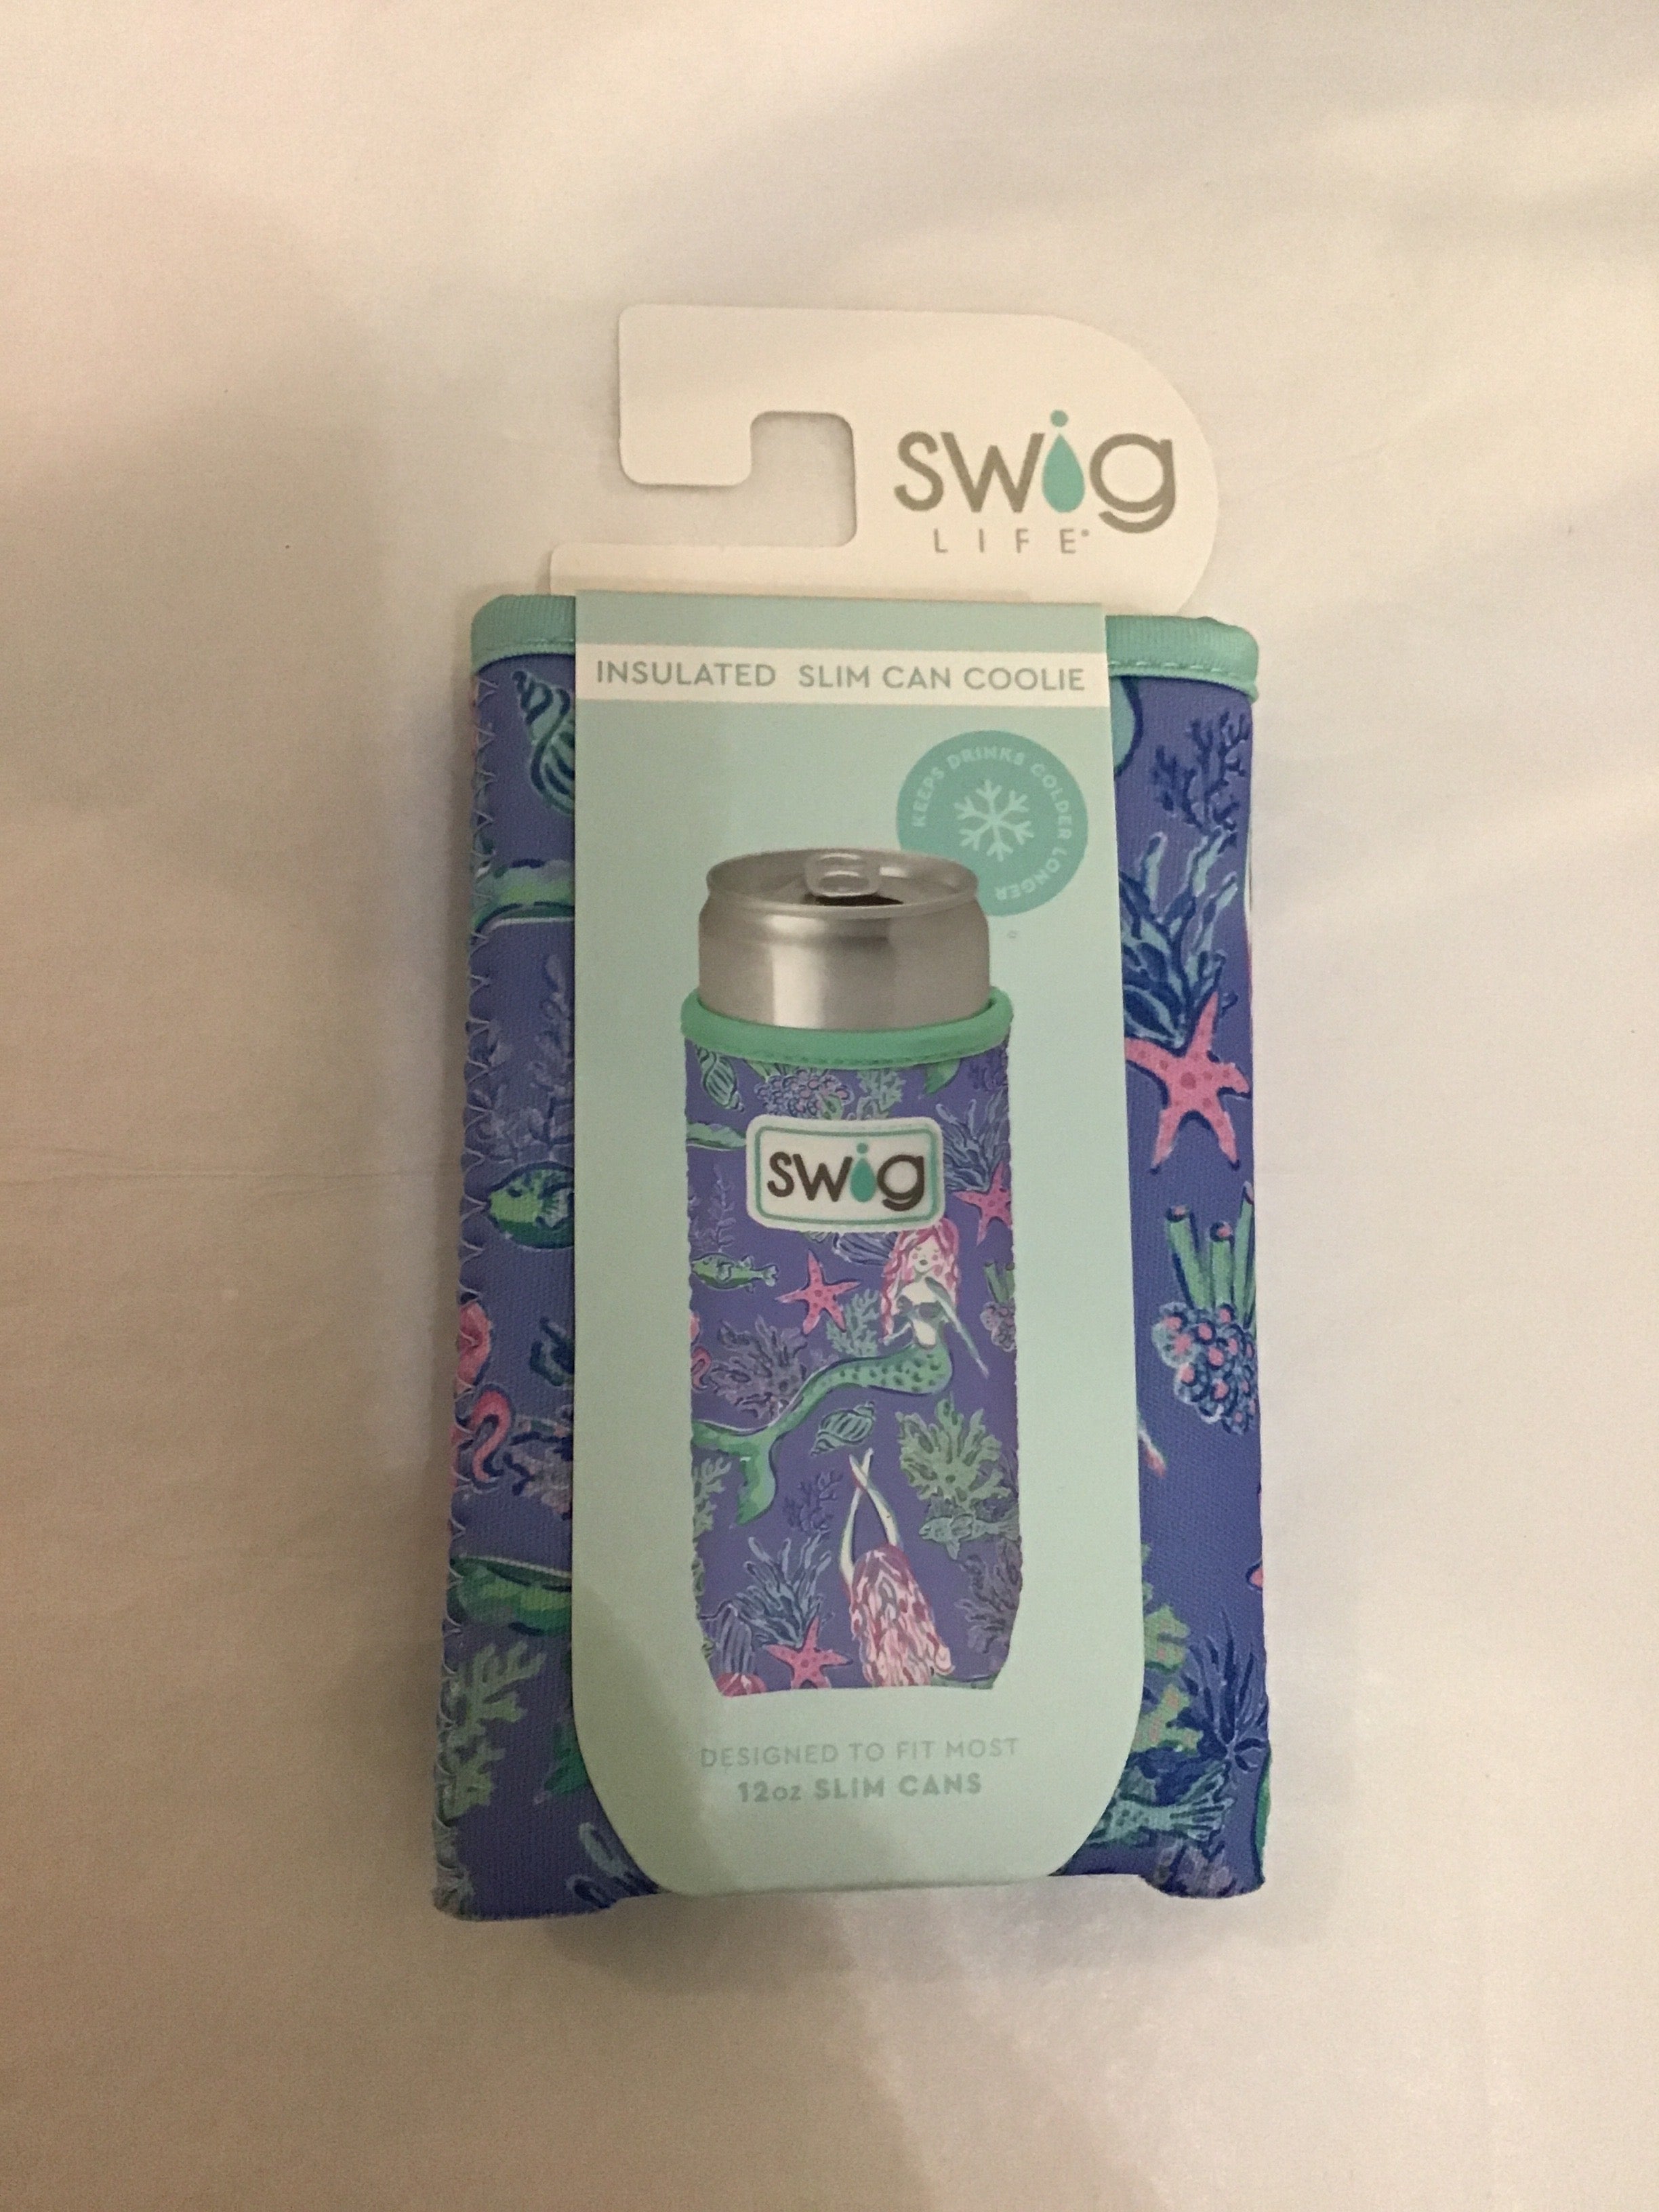 swig
LIFE®
INSULATED SLIM CAN COOLIE
KEEPS DRINKS COLDER LONGER
swig
DESIGNED TO FIT MOST
12oz SLIM CANS